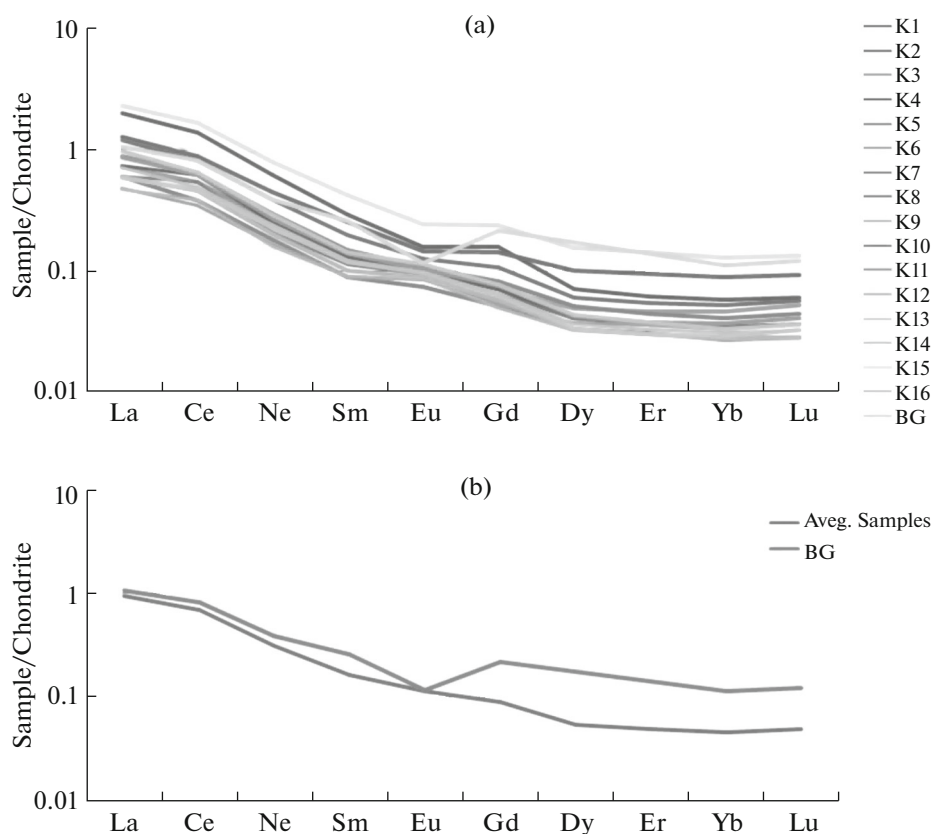 (a)
10
1
0.1
0.01
Sample/Chondrite
La Ce Ne Sm Eu Gd Dy Er Yb Lu
K1
K2
K3
K4
K5
K6
K7
K8
K9
K10
K11
K12
K13
K14
K15
K16
BG
(b)
10
1
0.1
0.01
Sample/Chondrite
La Ce Ne Sm Eu Gd Dy Er Yb Lu
Aveg. Samples
BG